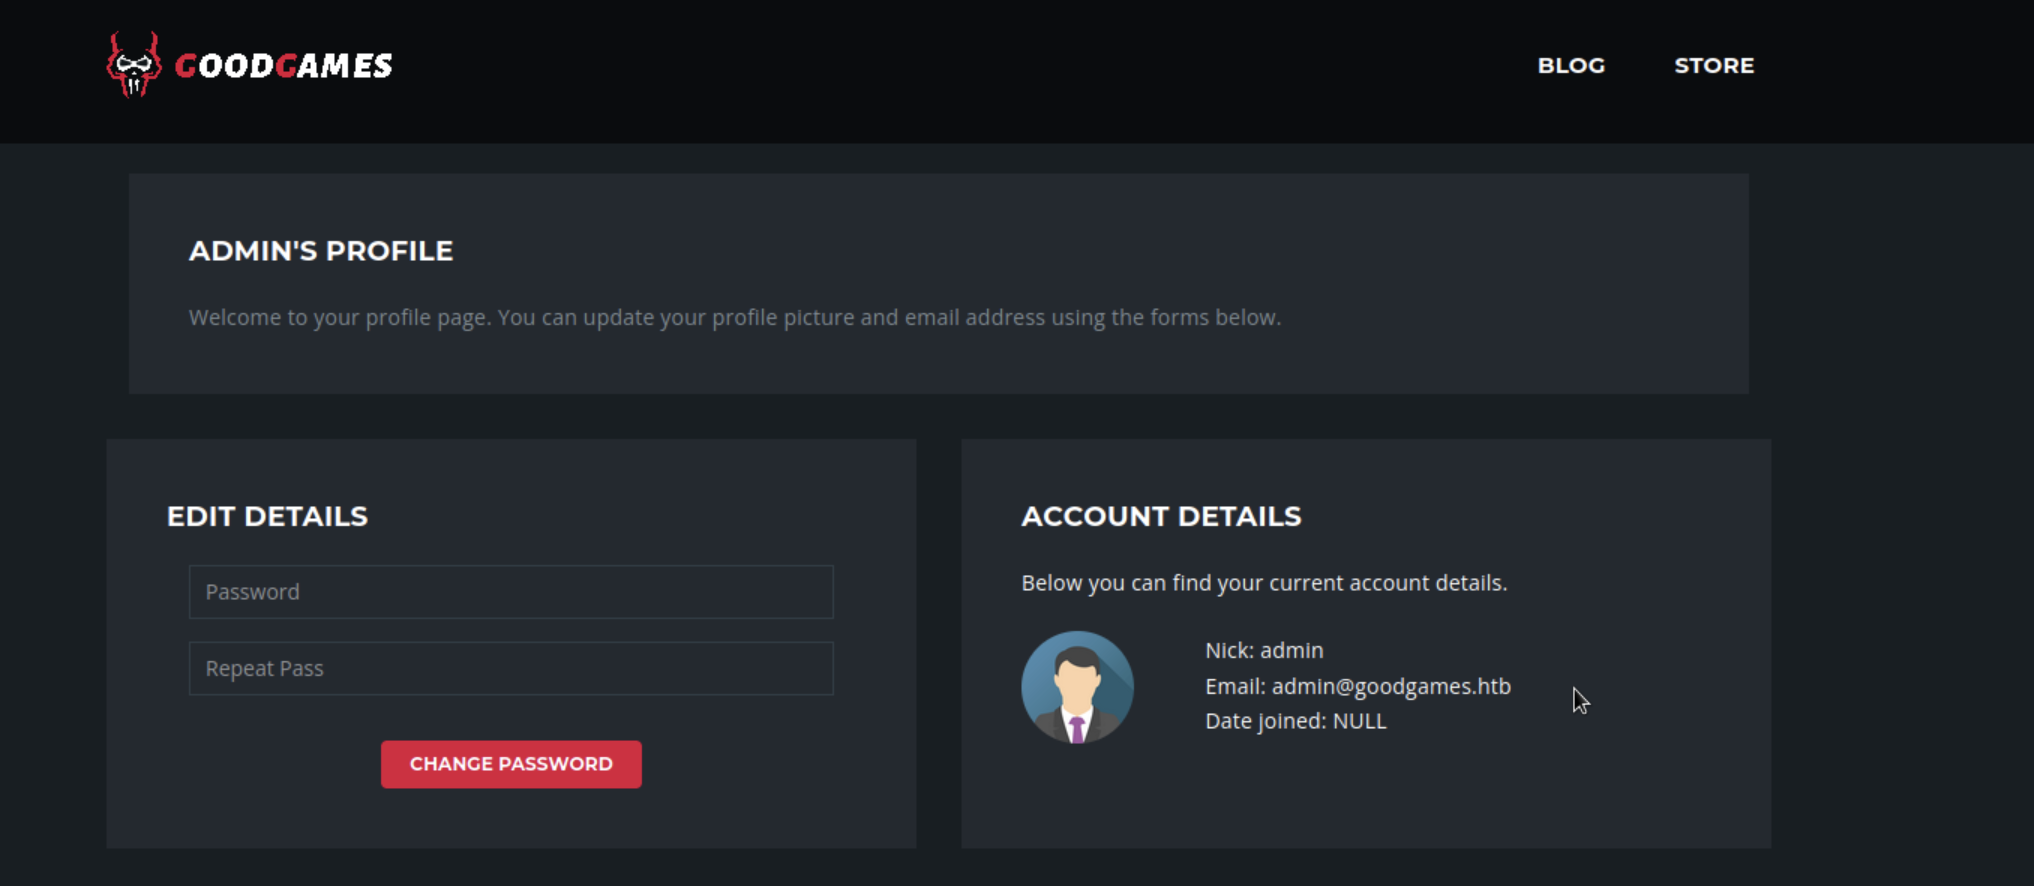 GOODGAMES
BLOG STORE
ADMIN'S PROFILE
Welcome to your profile page. You can update your profile picture and email address using the forms below.
EDIT DETAILS
Password
Repeat Pass
CHANGE PASSWORD
ACCOUNT DETAILS
Below you can find your current account details.
Nick: admin
Email: admin@goodgames.htb
Date joined: NULL